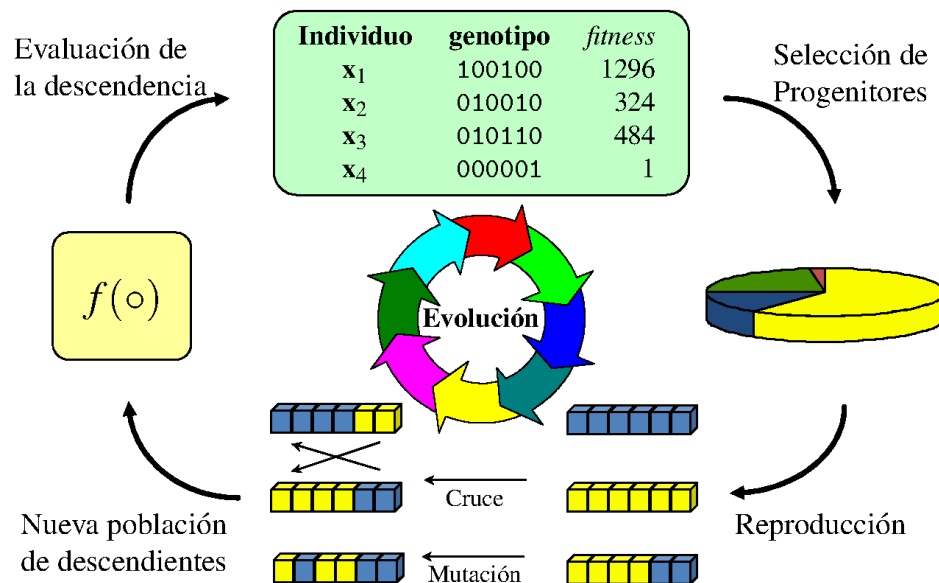 Evaluación de
la descendencia
Individuo genotipo fitness
x1 100100 1296
x2 010010 324
x3 010110 484
x4 000001 1
Selección de
Progenitores
f(∘)
Evolución
Cruce
Mutación
Nueva población
de descendientes
Reproducción